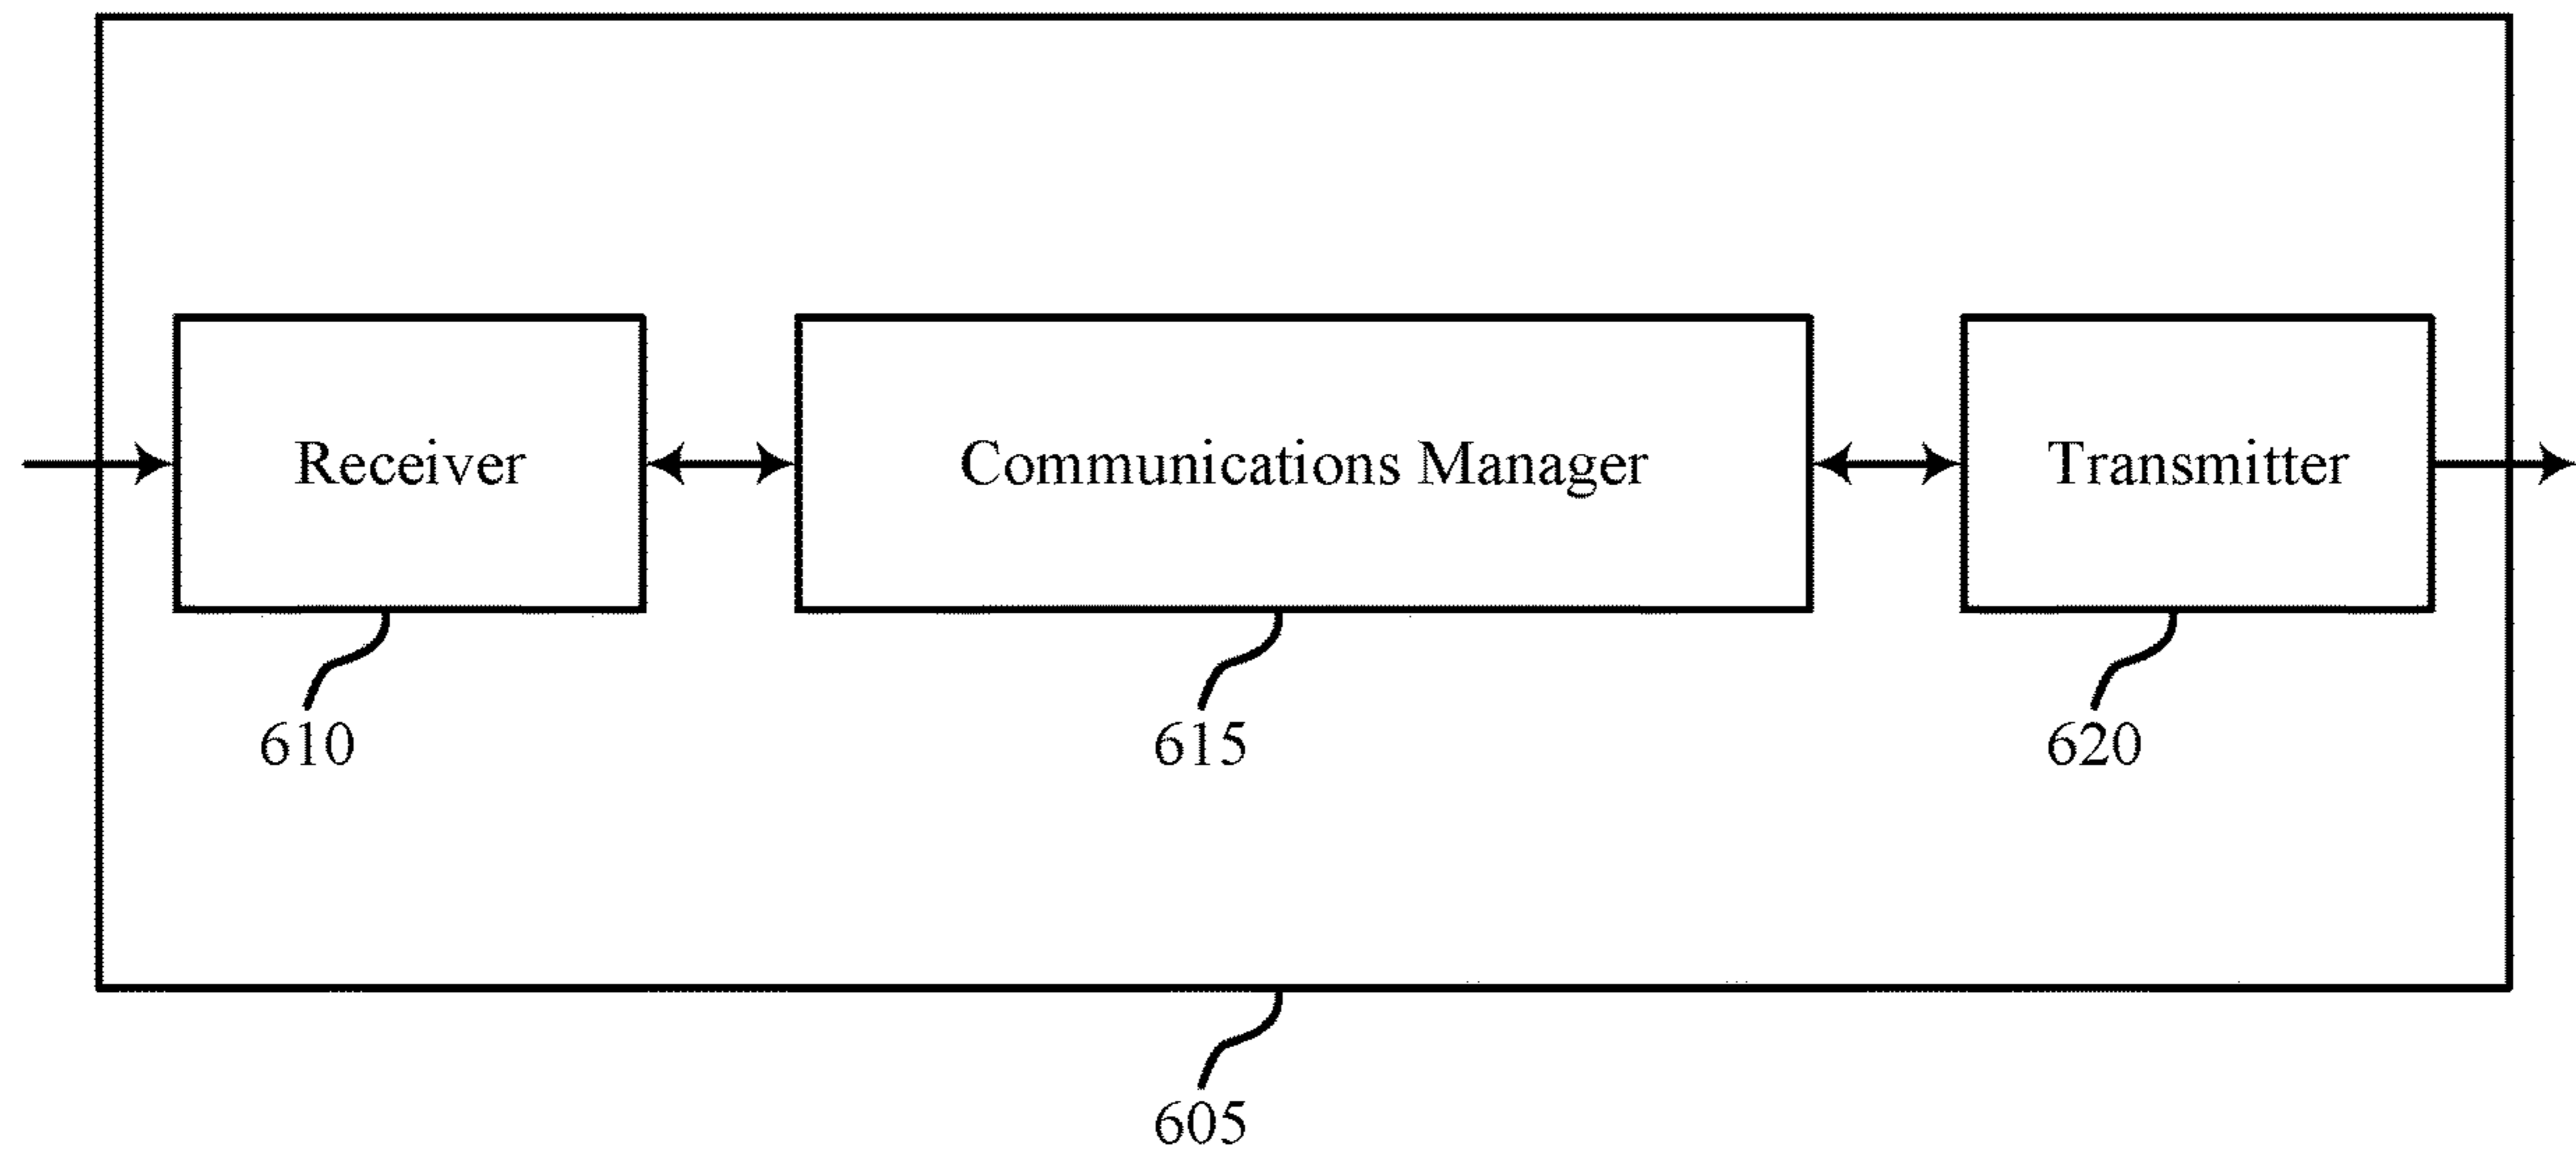 Receiver
Communications Manager
Transmitter
610
615
620
605